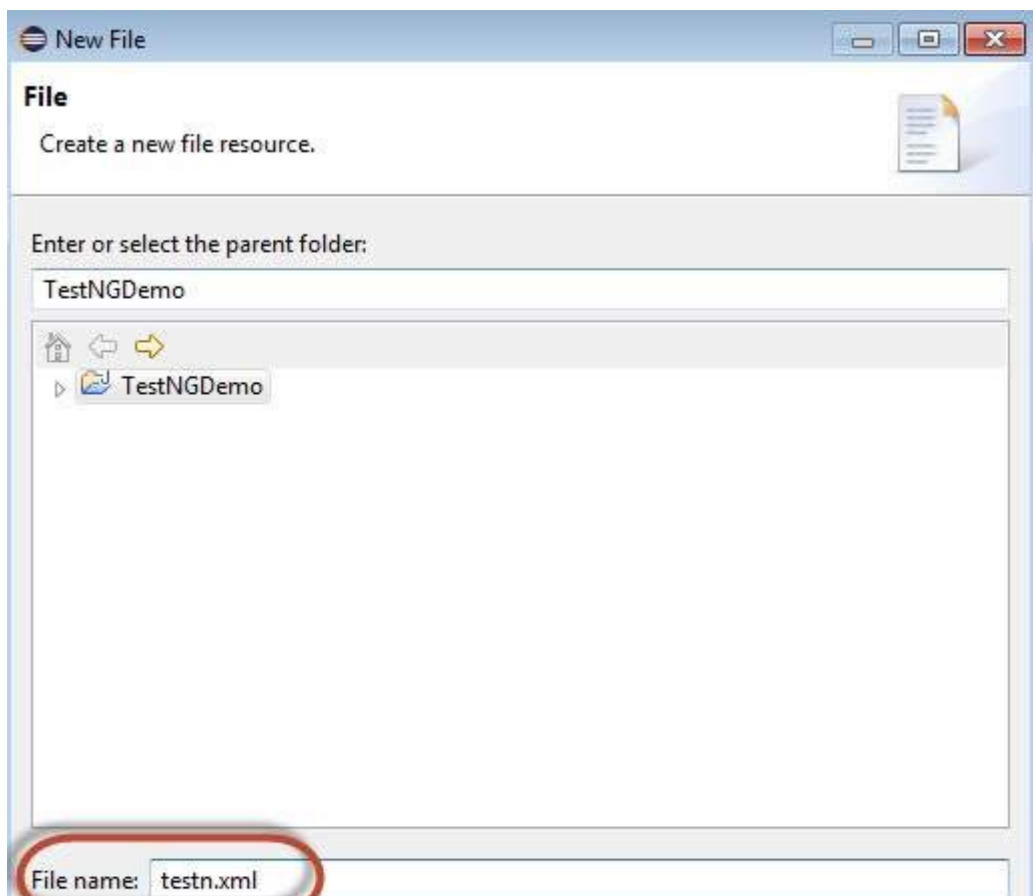 New File
File
Create a new file resource.
Enter or select the parent folder:
TestNGDemo
TestNGDemo
File name: testn.xml